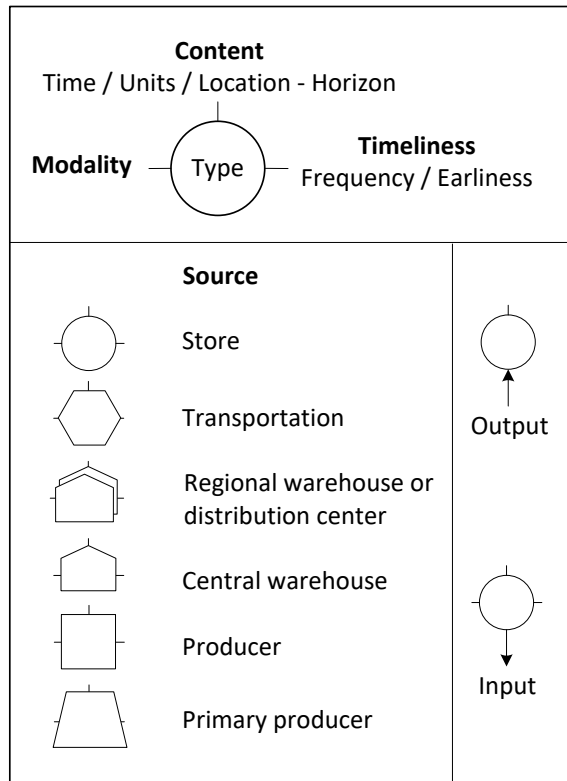 Content
Time / Units / Location - Horizon
Modality
Type
Timeliness
Frequency / Earliness
Source
Store
Transportation
Regional warehouse or
distribution center
Central warehouse
Producer
Primary producer
Output
Input